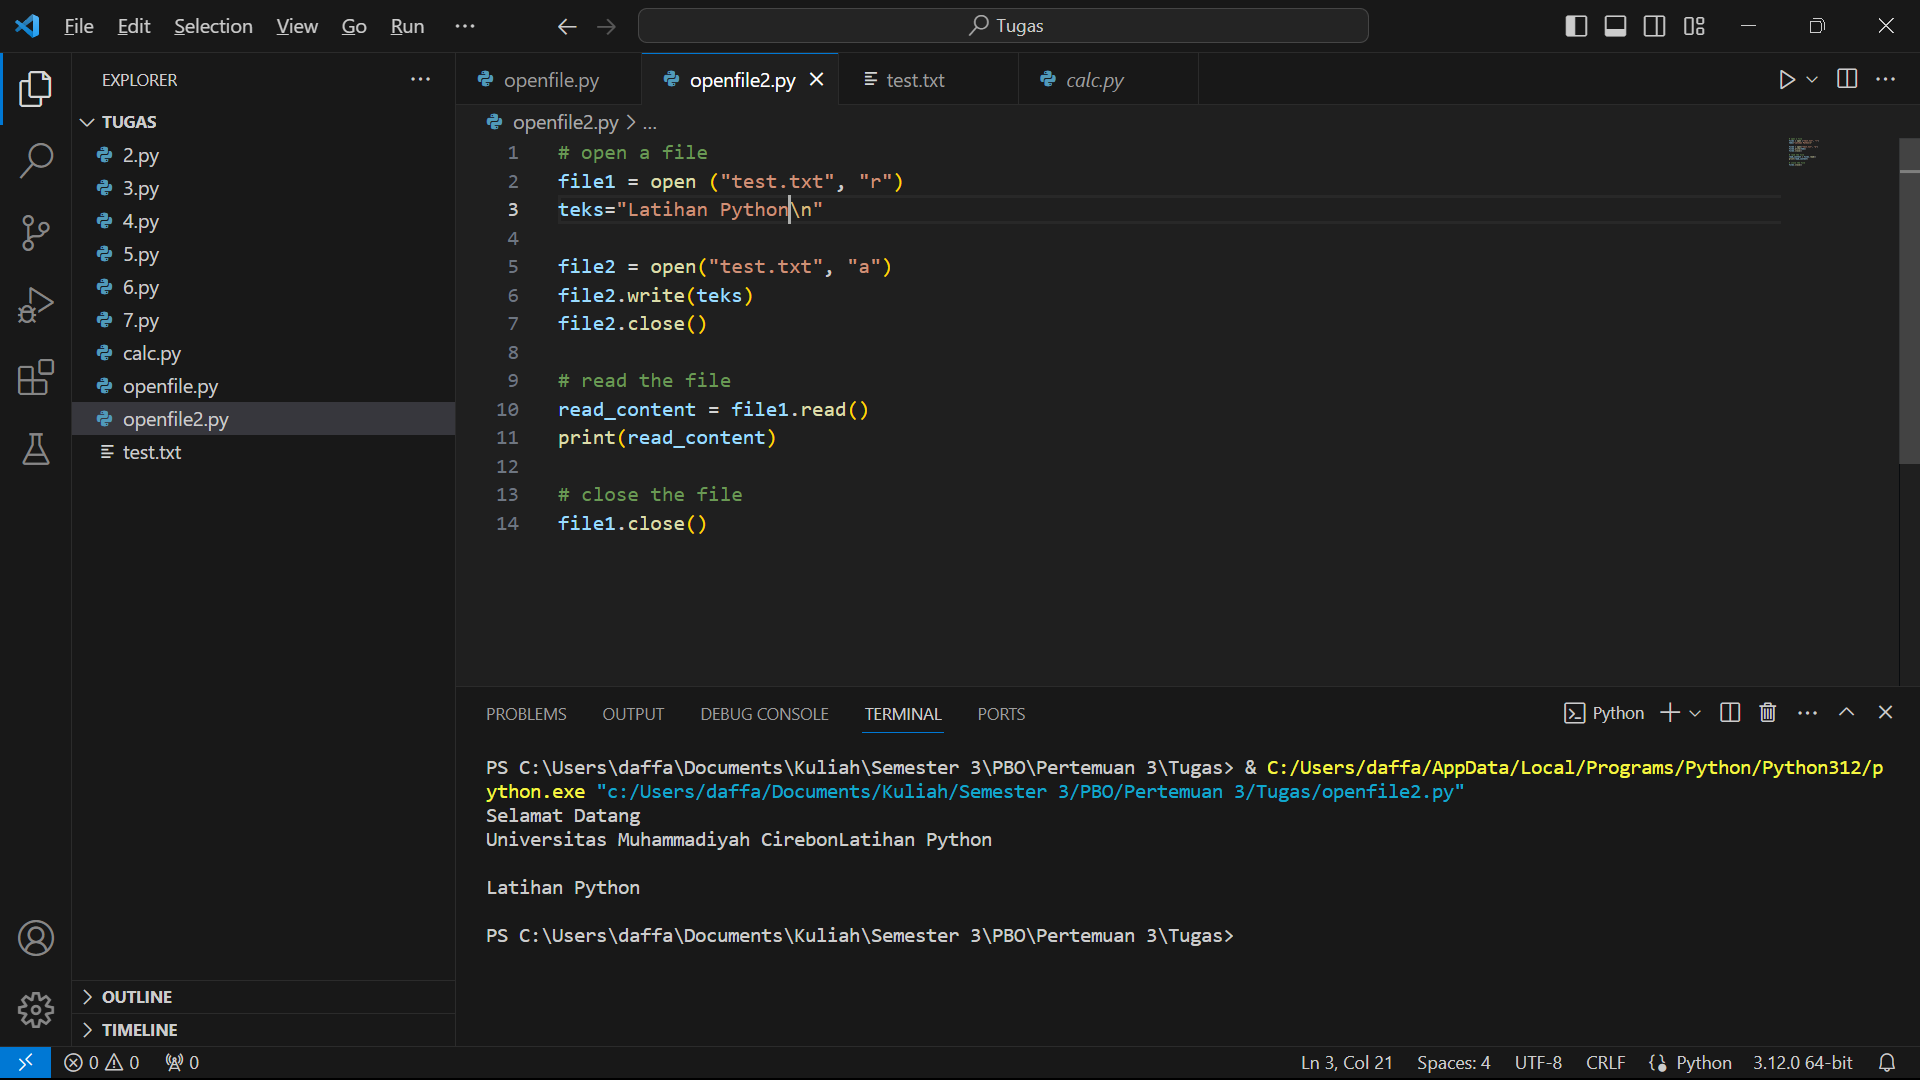 File Edit Selection View Go Run ··· Tugas
EXPLORER ···
TUGAS
2.py
3.py
4.py
5.py
6.py
7.py
calc.py
openfile.py
openfile2.py
test.txt
OUTLINE
TIMELINE
openfile.py openfile2.py test.txt calc.py
openfile2.py > ...
1 # open a file
2 file1 = open ("test.txt", "r")
3 teks="Latihan Python\n"
4
5 file2 = open("test.txt", "a")
6 file2.write(teks)
7 file2.close()
8
9 # read the file
10 read_content = file1.read()
11 print(read_content)
12
13 # close the file
14 file1.close()
PROBLEMS OUTPUT DEBUG CONSOLE TERMINAL PORTS Python
PS C:\Users\daffa\Documents\Kuliah\Semester 3\PBO\Pertemuan 3\Tugas> & C:/Users/daffa/AppData/Local/Programs/Python/Python312/p
ython.exe "c:/Users/daffa/Documents/Kuliah/Semester 3/PBO/Pertemuan 3/Tugas/openfile2.py"
Selamat Datang
Universitas Muhammadiyah CirebonLatihan Python
Latihan Python
PS C:\Users\daffa\Documents\Kuliah\Semester 3\PBO\Pertemuan 3\Tugas>
0 0 0 Ln 3, Col 21 Spaces: 4 UTF-8 CRLF Python 3.12.0 64-bit